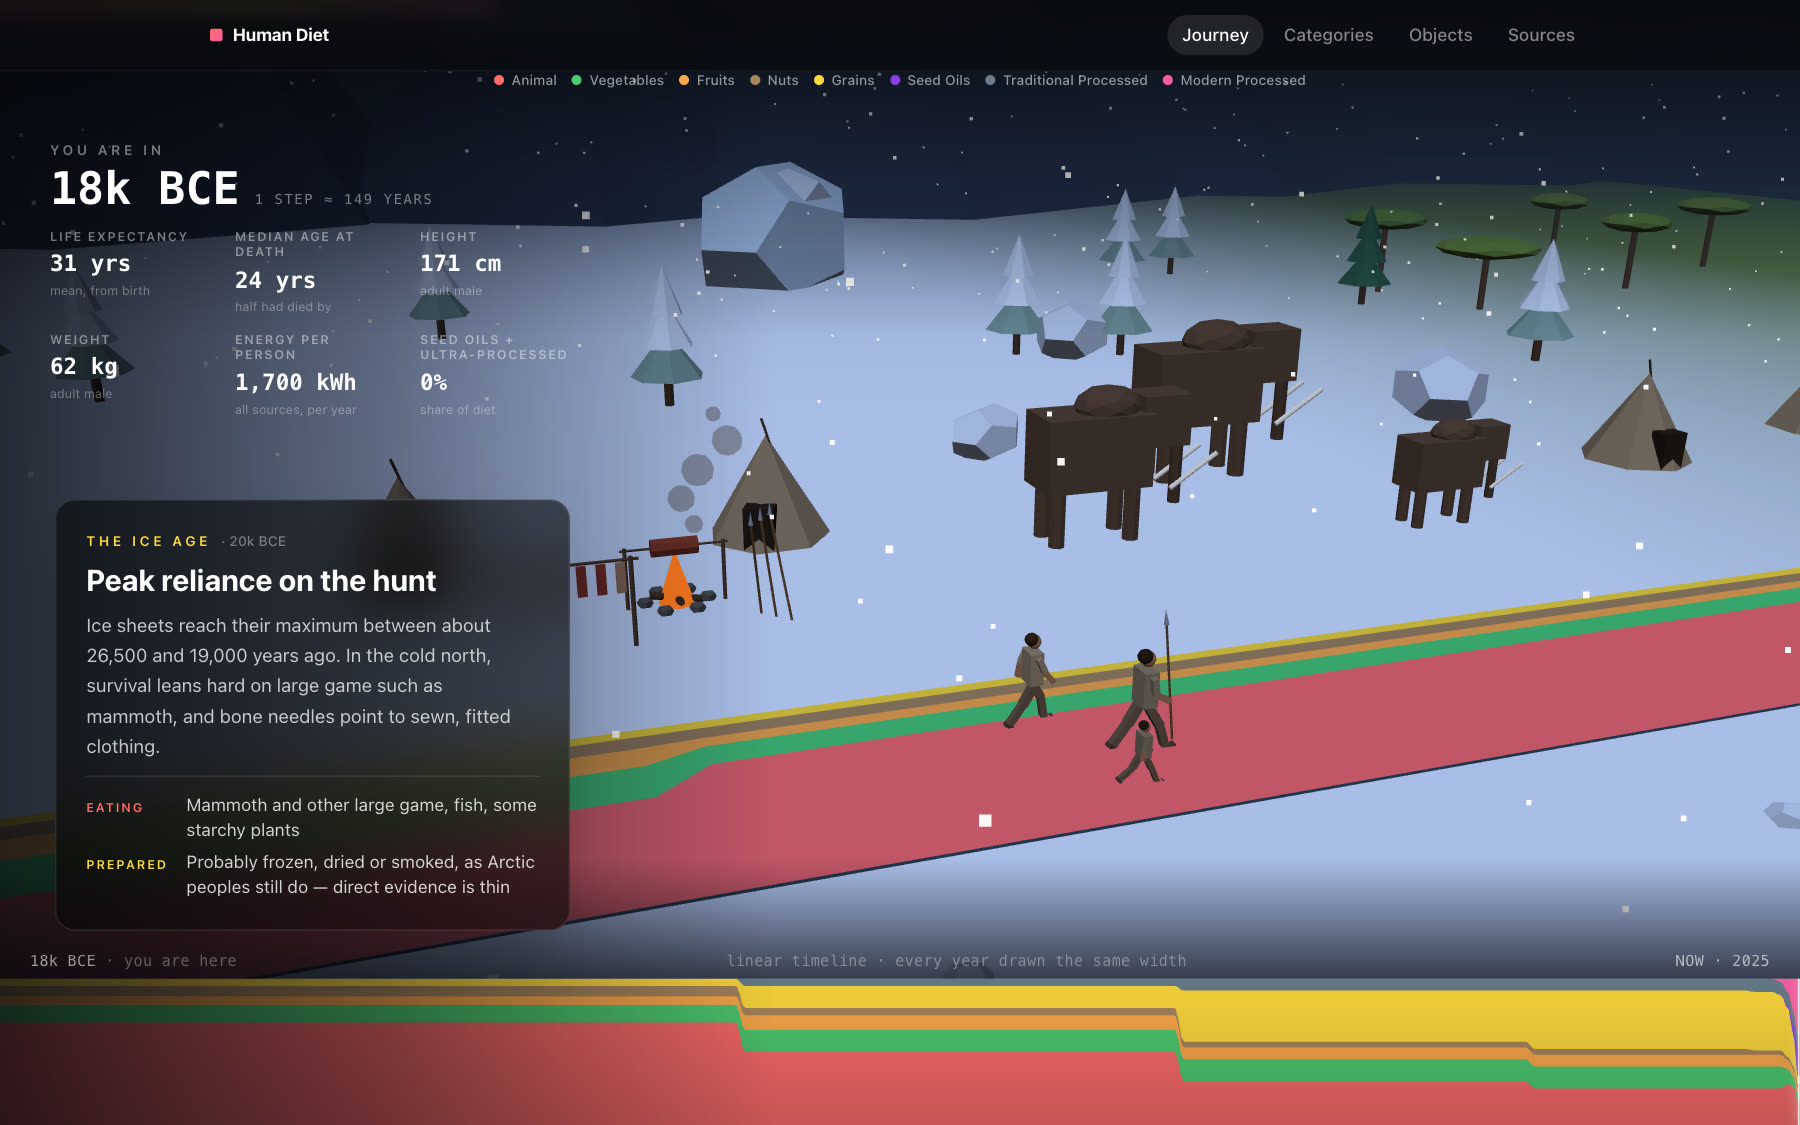 Human Diet
Journey Categories Objects Sources
Animal Vegetables Fruits Nuts Grains Seed Oils Traditional Processed Modern Processed
YOU ARE IN
18k BCE 1 STEP ≈ 149 YEARS
LIFE EXPECTANCY
31 yrs
mean, from birth
MEDIAN AGE AT
DEATH
24 yrs
half had died by
HEIGHT
171 cm
adult male
WEIGHT
62 kg
adult male
ENERGY PER
PERSON
1,700 kWh
all sources, per year
SEED OILS +
ULTRA-PROCESSED
0%
share of diet
THE ICE AGE · 20k BCE
Peak reliance on the hunt
Ice sheets reach their maximum between about
26,500 and 19,000 years ago. In the cold north,
survival leans hard on large game such as
mammoth, and bone needles point to sewn, fitted
clothing.
EATING Mammoth and other large game, fish, some
starchy plants
PREPARED Probably frozen, dried or smoked, as Arctic
peoples still do — direct evidence is thin
18k BCE · you are here
linear timeline · every year drawn the same width
NOW · 2025